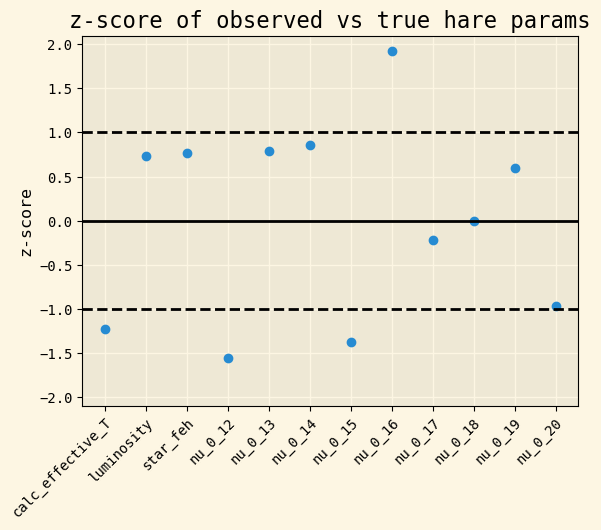 z-score of observed vs true hare params
2.0
1.5
1.0
0.5
0.0
−0.5
−1.0
−1.5
−2.0
z-score
calc_effective_T
luminosity
star_feh
nu_0_12
nu_0_13
nu_0_14
nu_0_15
nu_0_16
nu_0_17
nu_0_18
nu_0_19
nu_0_20